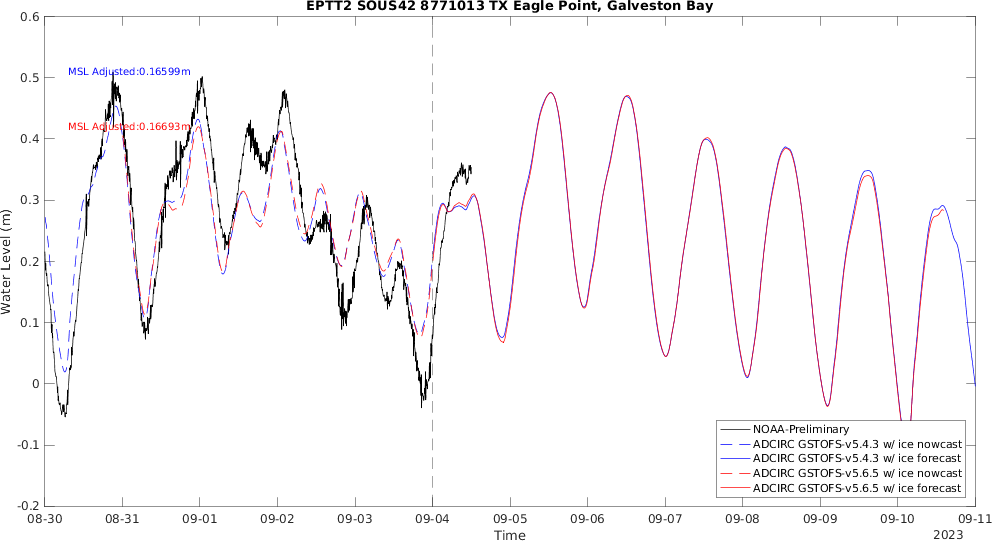 EPTT2 SOUS42 8771013 TX Eagle Point, Galveston Bay
0.6
0.5
0.4
0.3
0.2
0.1
0
-0.1
-0.2
Water Level (m)
MSL Adjusted:0.16599m
MSL Adjusted:0.16693m
NOAA-Preliminary
ADCIRC GSTOFS-v5.4.3 w/ ice nowcast
ADCIRC GSTOFS-v5.4.3 w/ ice forecast
ADCIRC GSTOFS-v5.6.5 w/ ice nowcast
ADCIRC GSTOFS-v5.6.5 w/ ice forecast
08-30 08-31 09-01 09-02 09-03 09-04 09-05 09-06 09-07 09-08 09-09 09-10 09-11
Time
2023